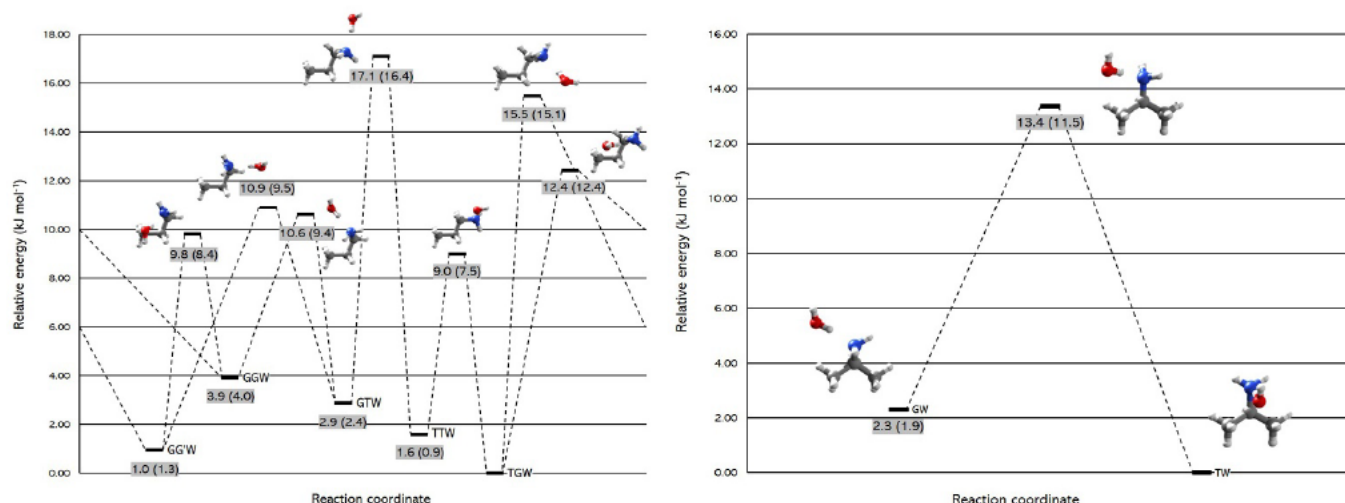 18.00
16.00
14.00
12.00
10.00
8.00
6.00
4.00
2.00
0.00
Relative energy (kJ mol⁻¹)
17.1 (16.4)
15.5 (15.1)
12.4 (12.4)
10.9 (9.5)
10.6 (9.4)
9.8 (8.4)
9.0 (7.5)
GGW
3.9 (4.0)
GTW
2.9 (2.4)
TTW
1.6 (0.9)
GG'W
1.0 (1.3)
TGW
Reaction coordinate
16.00
14.00
12.00
10.00
8.00
6.00
4.00
2.00
0.00
Relative energy (kJ mol⁻¹)
13.4 (11.5)
GW
2.3 (1.9)
TW
Reaction coordinate